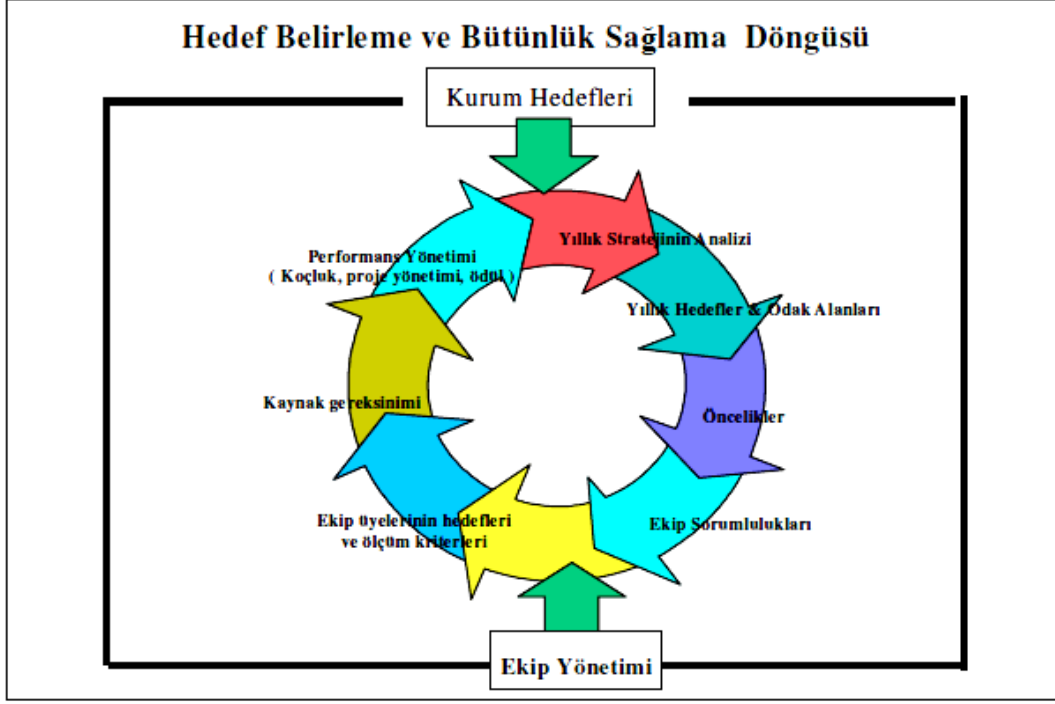 Hedef Belirleme ve Bütünlük Sağlama Döngüsü
Kurum Hedefleri
Yıllık Stratejinin Analizi
Performans Yönetimi
( Koçluk, proje yönetimi, ödül )
Yıllık Hedefler & Odak Alanları
Kaynak gereksinimi
Öncelikler
Ekip üyelerinin hedefleri
ve ölçüm kriterleri
Ekip Sorumlulukları
Ekip Yönetimi